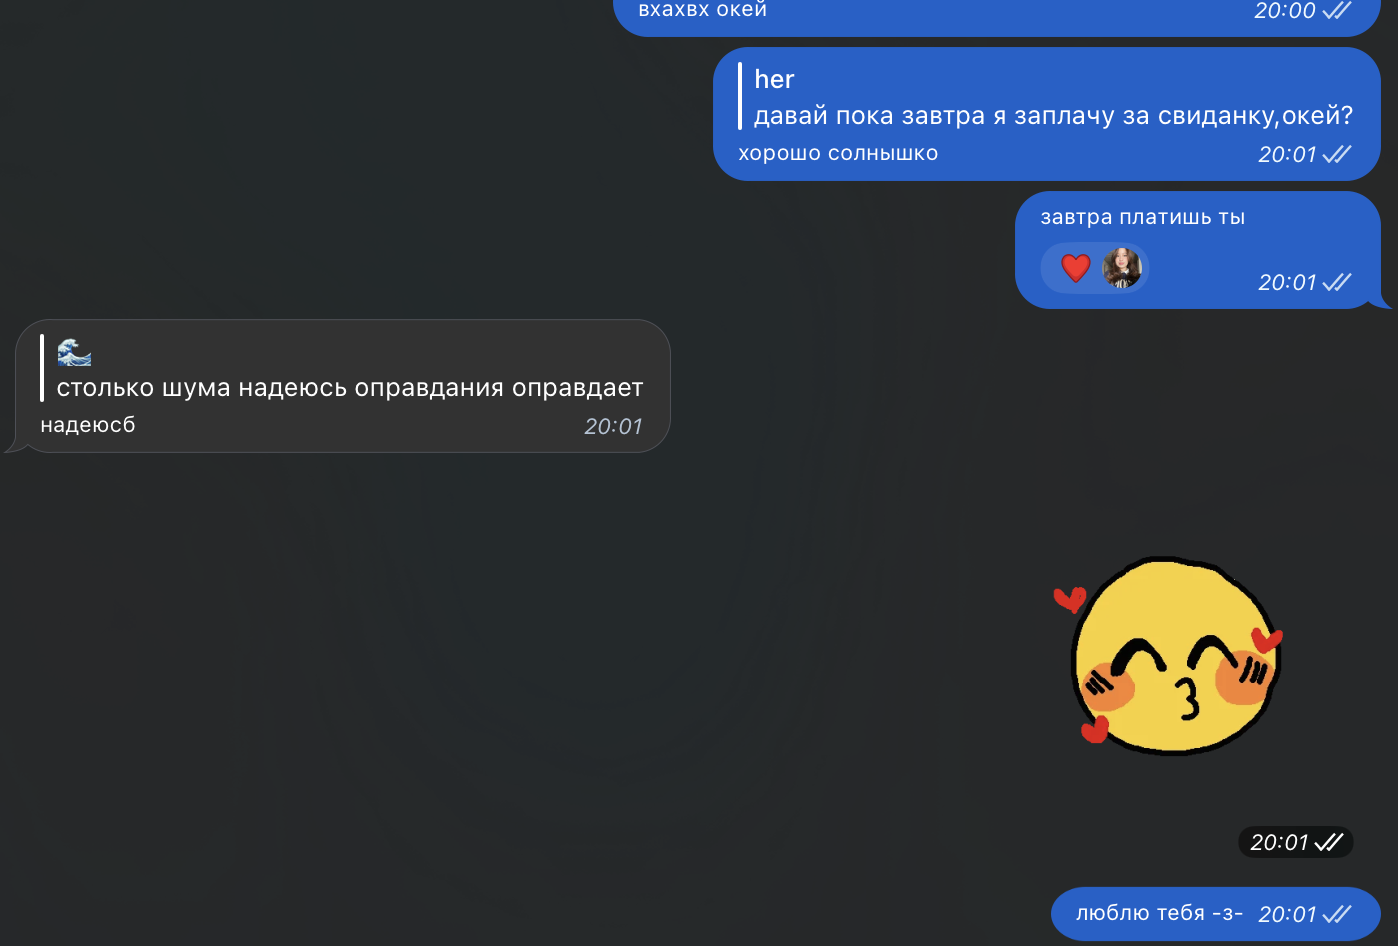 вхахвх окей
20:00
her
давай пока завтра я заплачу за свиданку,окей?
хорошо солнышко
20:01
завтра платишь ты
20:01
🌊
столько шума надеюсь оправдания оправдает
надеюсб
20:01
20:01
люблю тебя -з- 20:01